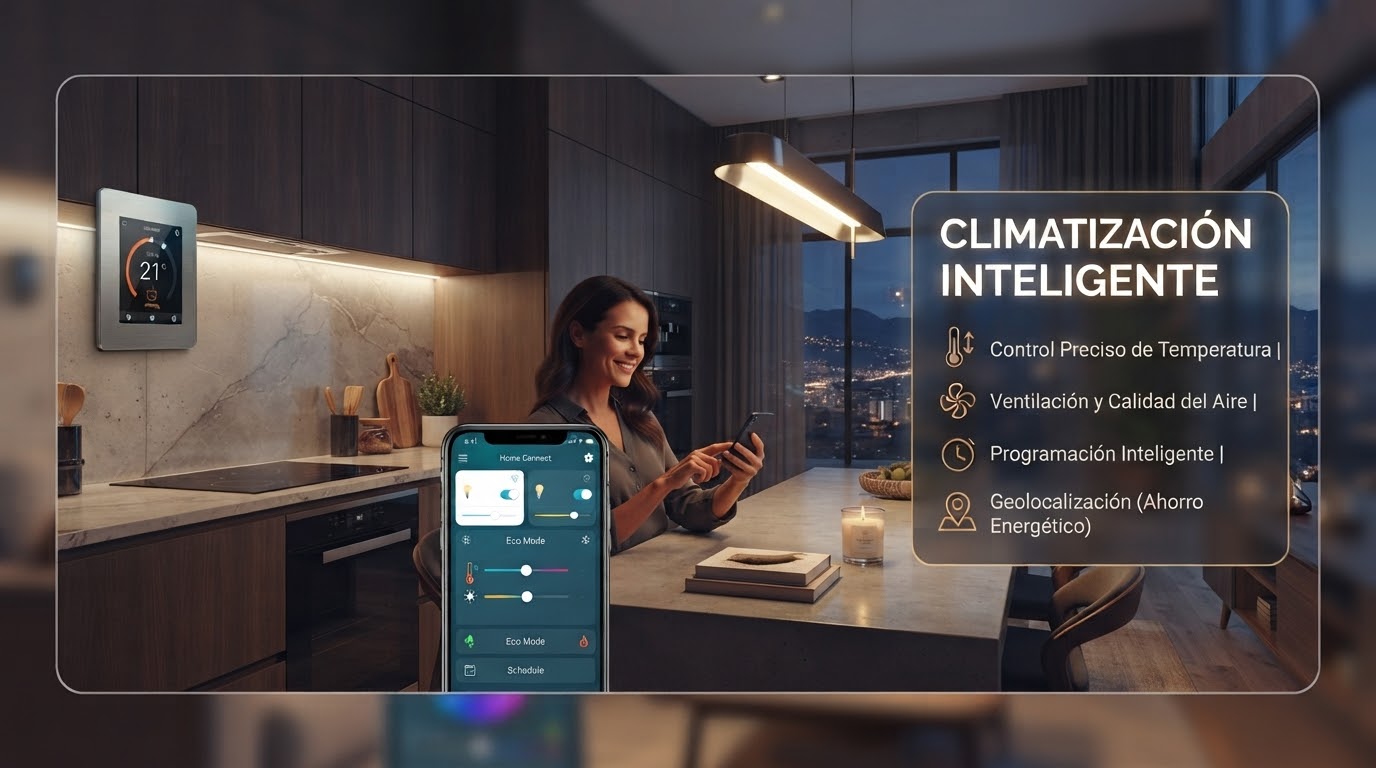 21°
CLIMATIZACIÓN
INTELIGENTE
Control Preciso de Temperatura |
Ventilación y Calidad del Aire |
Programación Inteligente |
Geolocalización (Ahorro
Energético)
Home Connect
Eco Mode
Eco Mode
Schedule